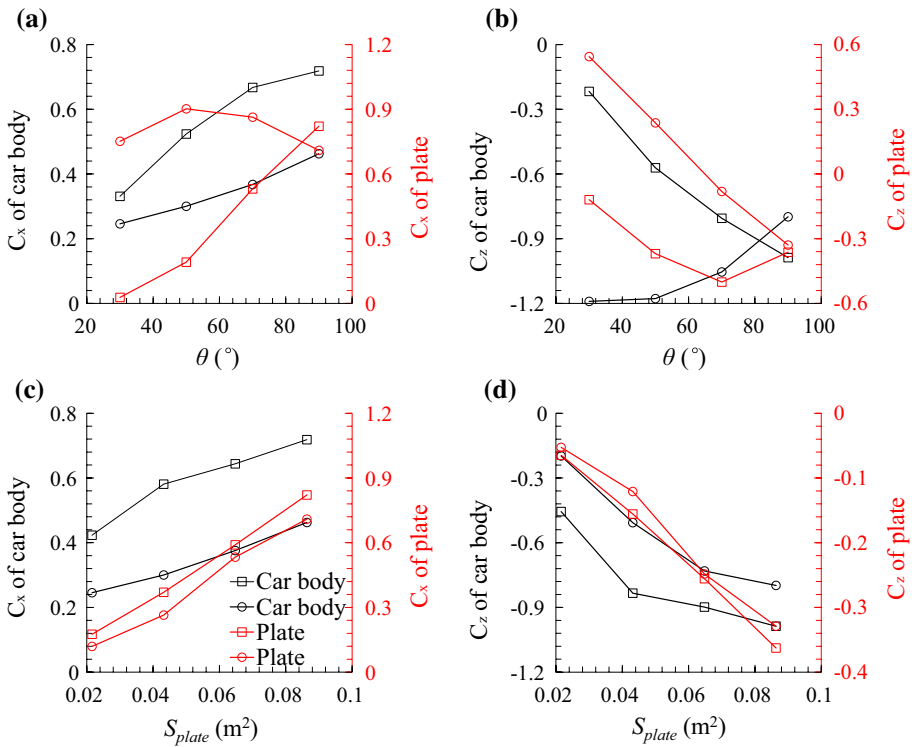 (a)
0.8
0.6
0.4
0.2
0
Cx of car body
1.2
0.9
0.6
0.3
0
Cx of plate
20 40 60 80 100
θ (°)
(b)
0
-0.3
-0.6
-0.9
-1.2
Cz of car body
0.6
0.3
0
-0.3
-0.6
Cz of plate
20 40 60 80 100
θ (°)
(c)
0.8
0.6
0.4
0.2
0
Cx of car body
1.2
0.9
0.6
0.3
0
Cx of plate
Car body
Car body
Plate
Plate
0.02 0.04 0.06 0.08 0.1
Splate (m²)
(d)
0
-0.3
-0.6
-0.9
-1.2
Cz of car body
0
-0.1
-0.2
-0.3
-0.4
Cz of plate
0.02 0.04 0.06 0.08 0.1
Splate (m²)